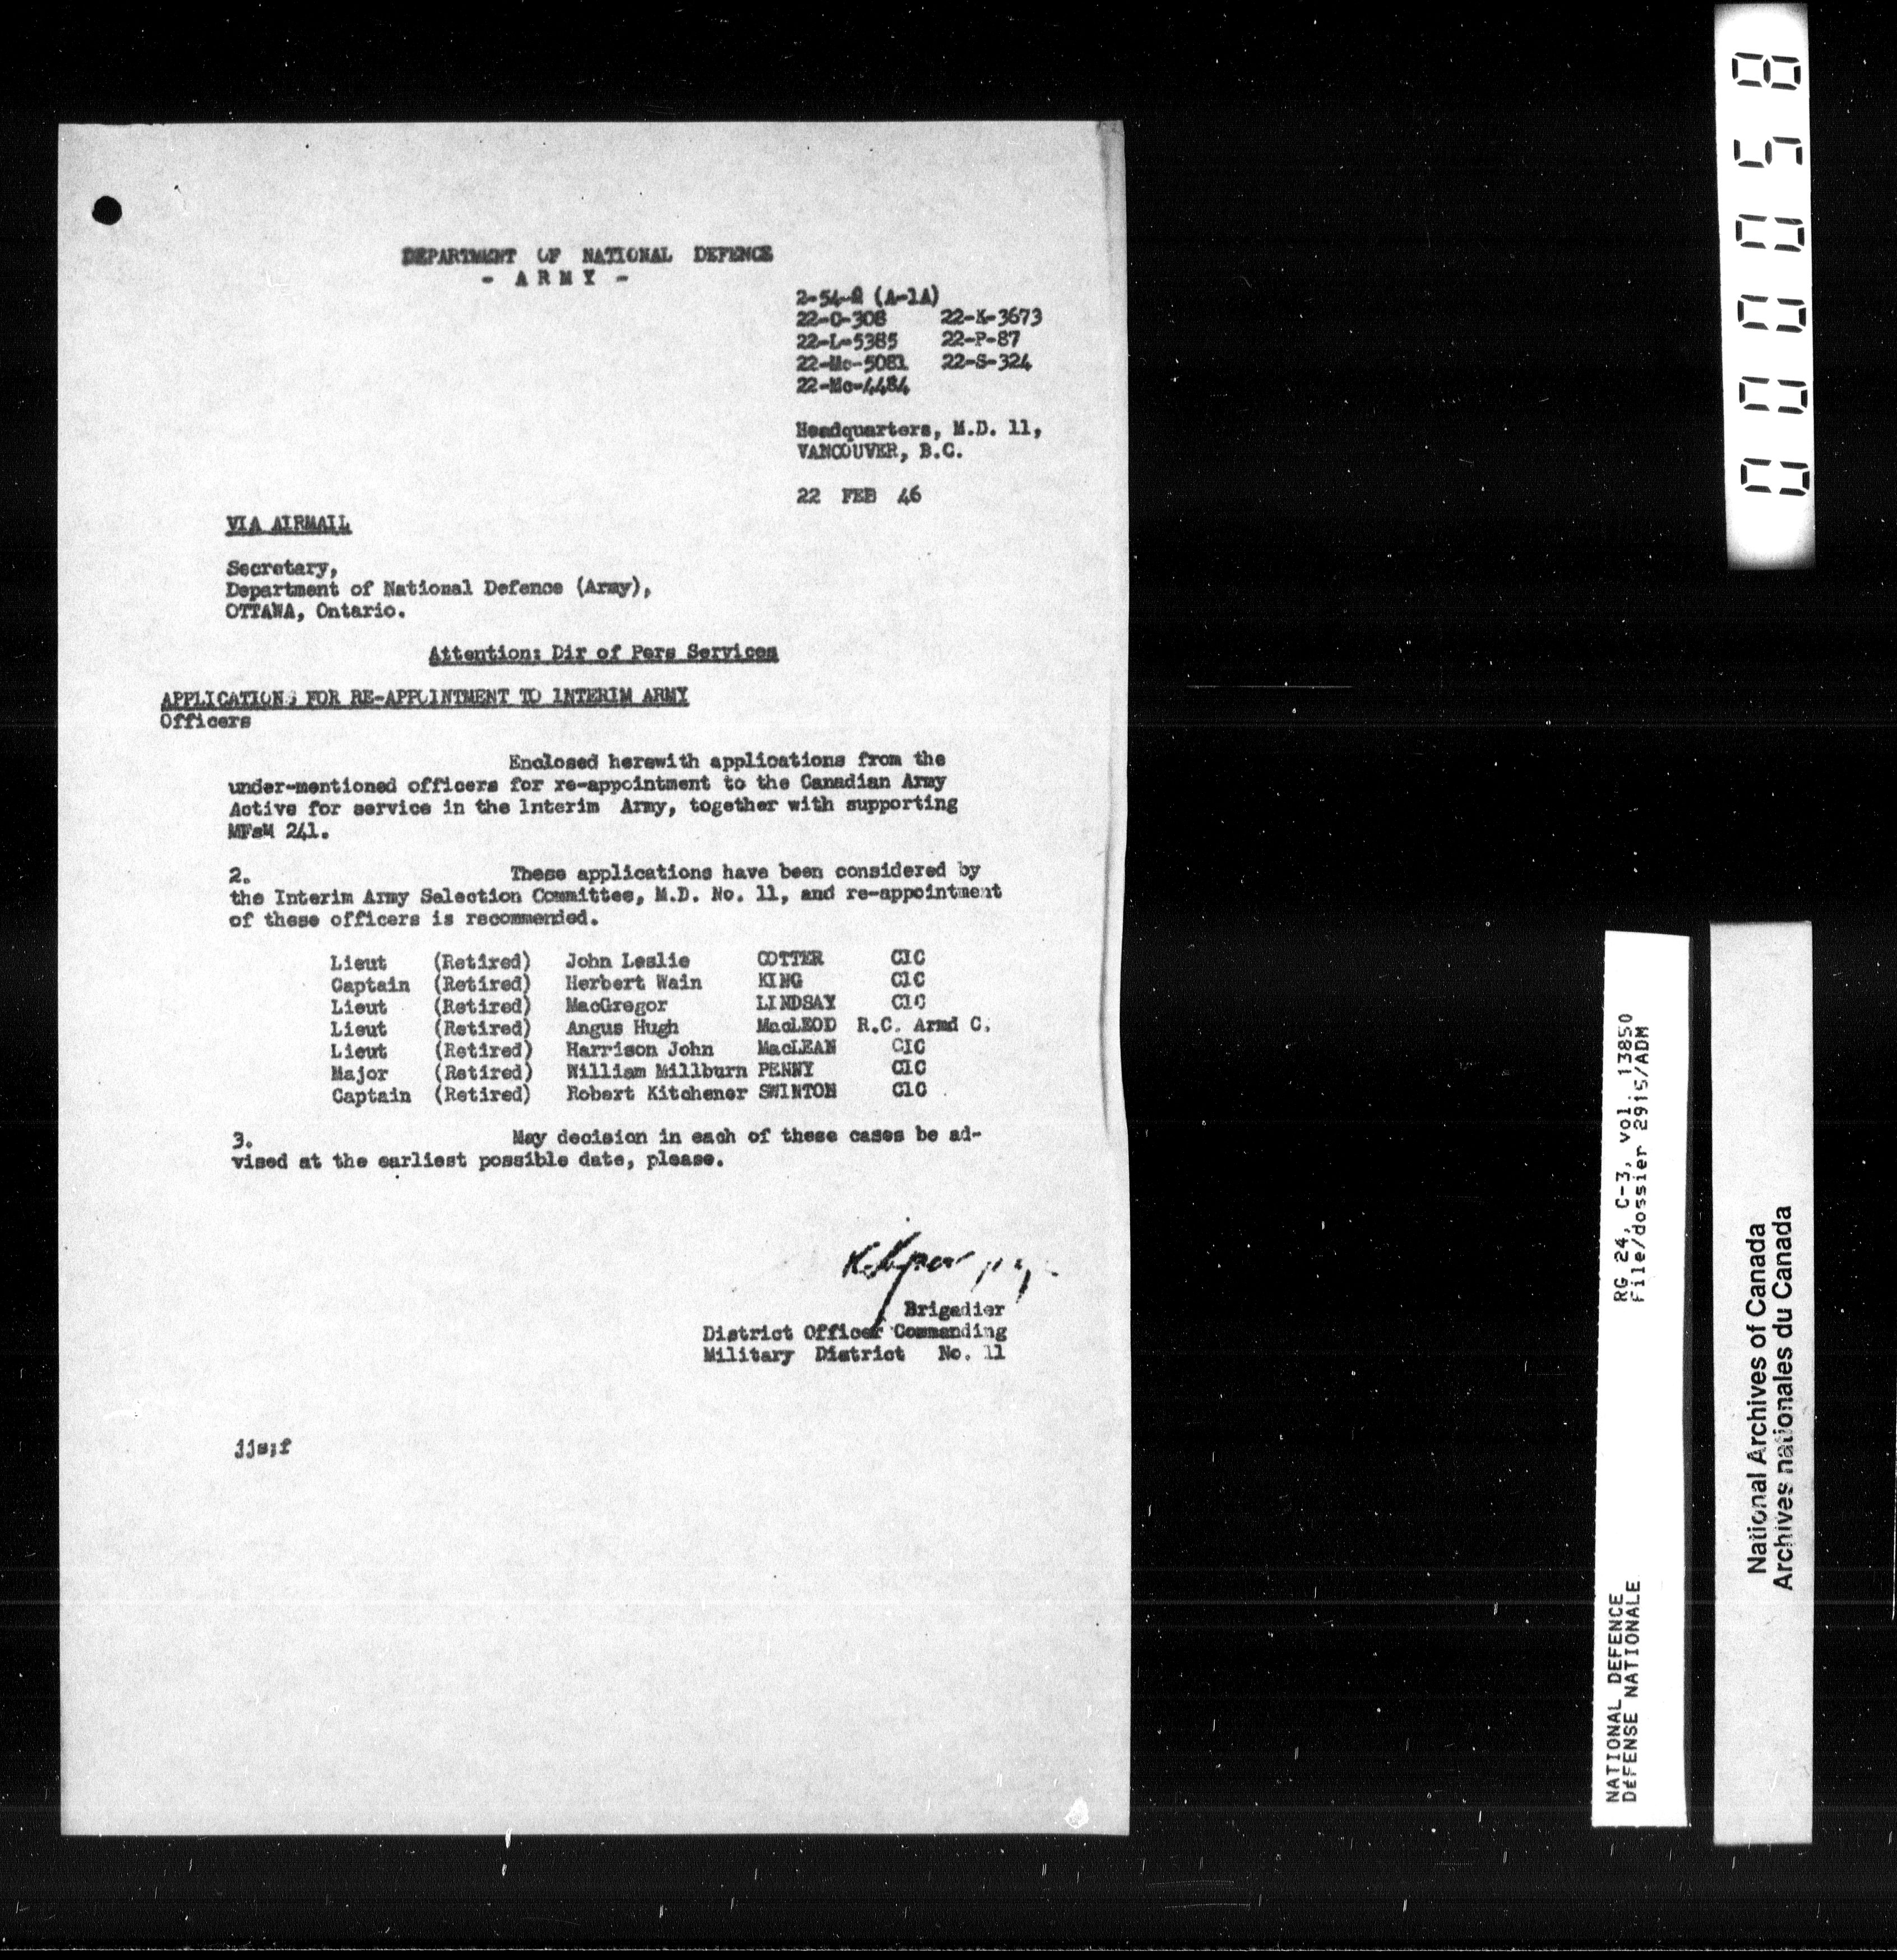 DEPARTMENT OF NATIONAL DEFENCE
- A R M Y -
2-54- (A-1A)
22-C-308 22-K-3673
22-L-5385 22-P-87
22-Mc-5081 22-S-324
22-Mc-4484
Headquarters, M.D. 11,
VANCOUVER, B.C.
22 FEB 46
VIA AIRMAIL
Secretary,
Department of National Defence (Army),
OTTAWA, Ontario.
Attention: Dir of Pers Services
APPLICATIONS FOR RE-APPOINTMENT TO INTERIM ARMY
Officers
Enclosed herewith applications from the
under-mentioned officers for re-appointment to the Canadian Army
Active for service in the Interim Army, together with supporting
MFsM 241.
2. These applications have been considered by
the Interim Army Selection Committee, M.D. No. 11, and re-appointment
of these officers is recommended.
Lieut (Retired) John Leslie COTTER CIC
Captain (Retired) Herbert Wain KING CIC
Lieut (Retired) MacGregor LINDSAY CIC
Lieut (Retired) Angus Hugh MacLEOD R.C. Armd C.
Lieut (Retired) Harrison John MacLEAN CIC
Major (Retired) William Millburn PENNY CIC
Captain (Retired) Robert Kitchener SWINTON CIC
3. May decision in each of these cases be ad-
vised at the earliest possible date, please.
Brigadier
District Officer Commanding
Military District No. 11
jjs;f
000058
RG 24, C-3, vol. 13850
File/dossier 2915/ADM
NATIONAL DEFENCE
DÉFENSE NATIONALE
National Archives of Canada
Archives nationales du Canada